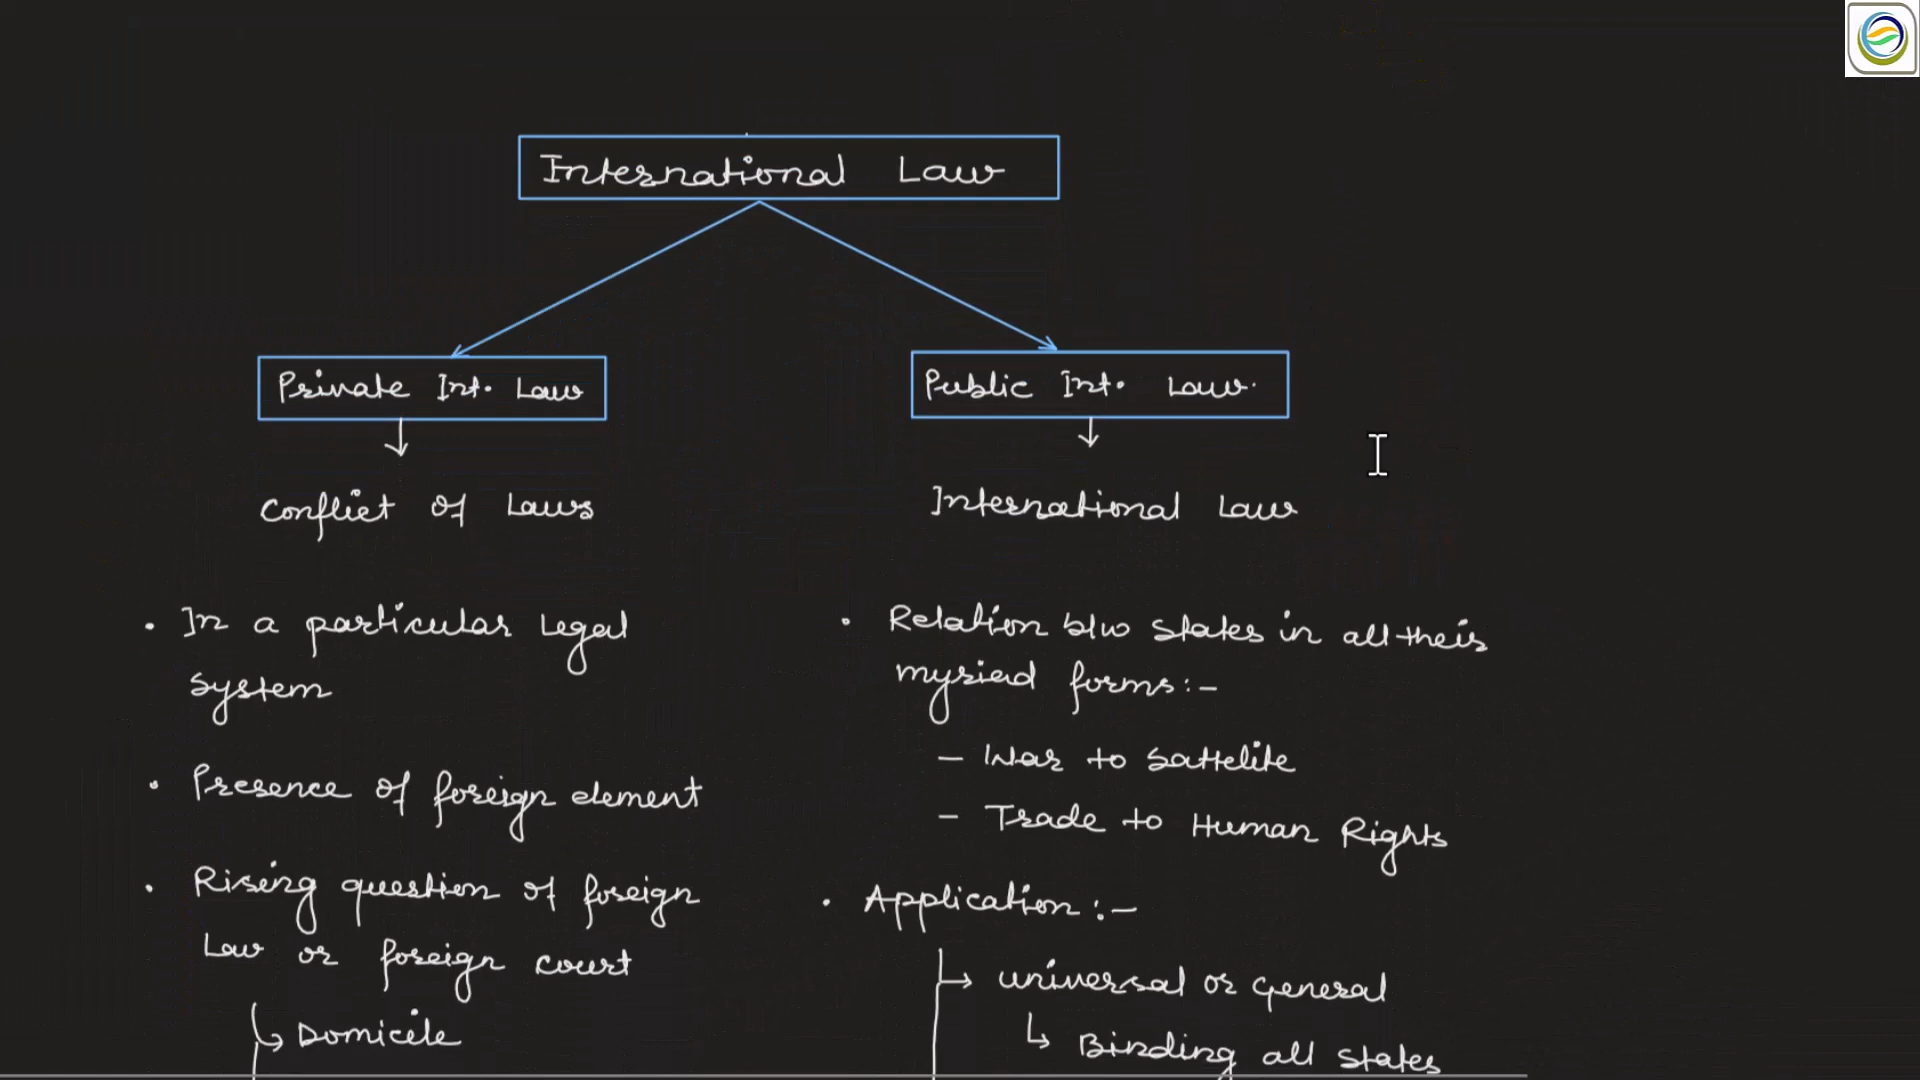 International Law
Private Int. Law
Conflict of Laws
• In a particular Legal
system
• Presence of foreign element
• Rising question of foreign
Law or foreign court
↳ Domicile
Public Int. Law.
International Law
• Relation b/w states in all their
myriad forms:-
- War to Sattelite
- Trade to Human Rights
• Application:-
↳ universal or general
↳ Binding all states